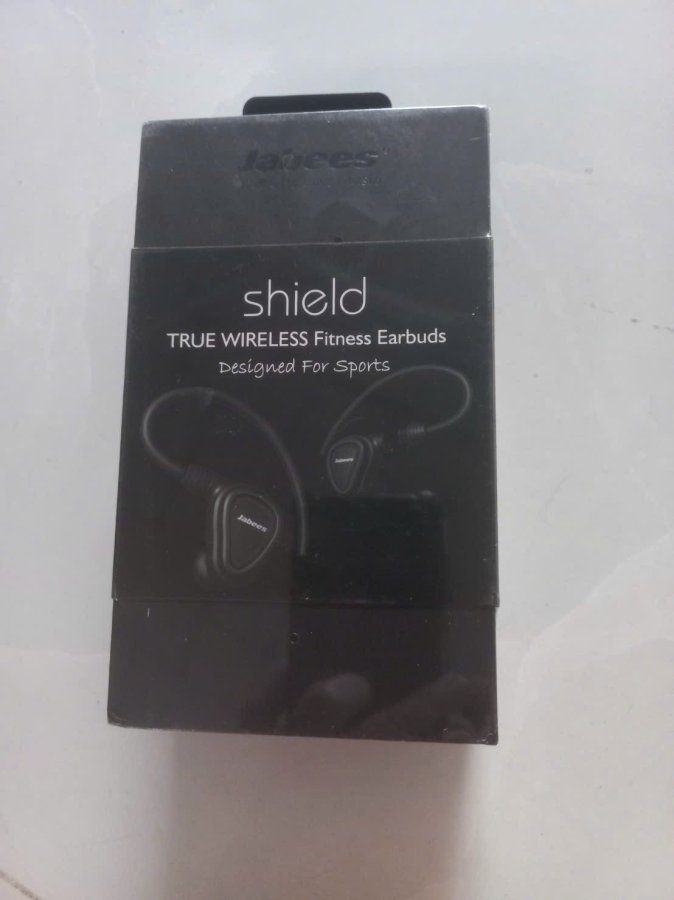 Jabees
shield
TRUE WIRELESS Fitness Earbuds
Designed For Sports
Jabees
Jabees